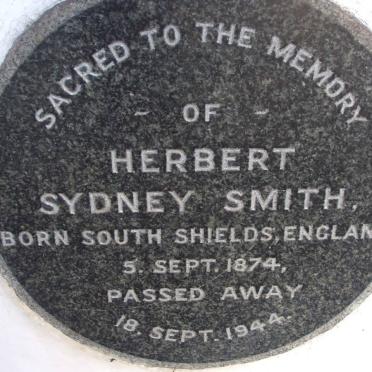 SACRED TO THE MEMORY
~ OF ~
HERBERT
SYDNEY SMITH,
BORN SOUTH SHIELDS, ENGLAN
5. SEPT. 1874,
PASSED AWAY
18. SEPT. 1944.